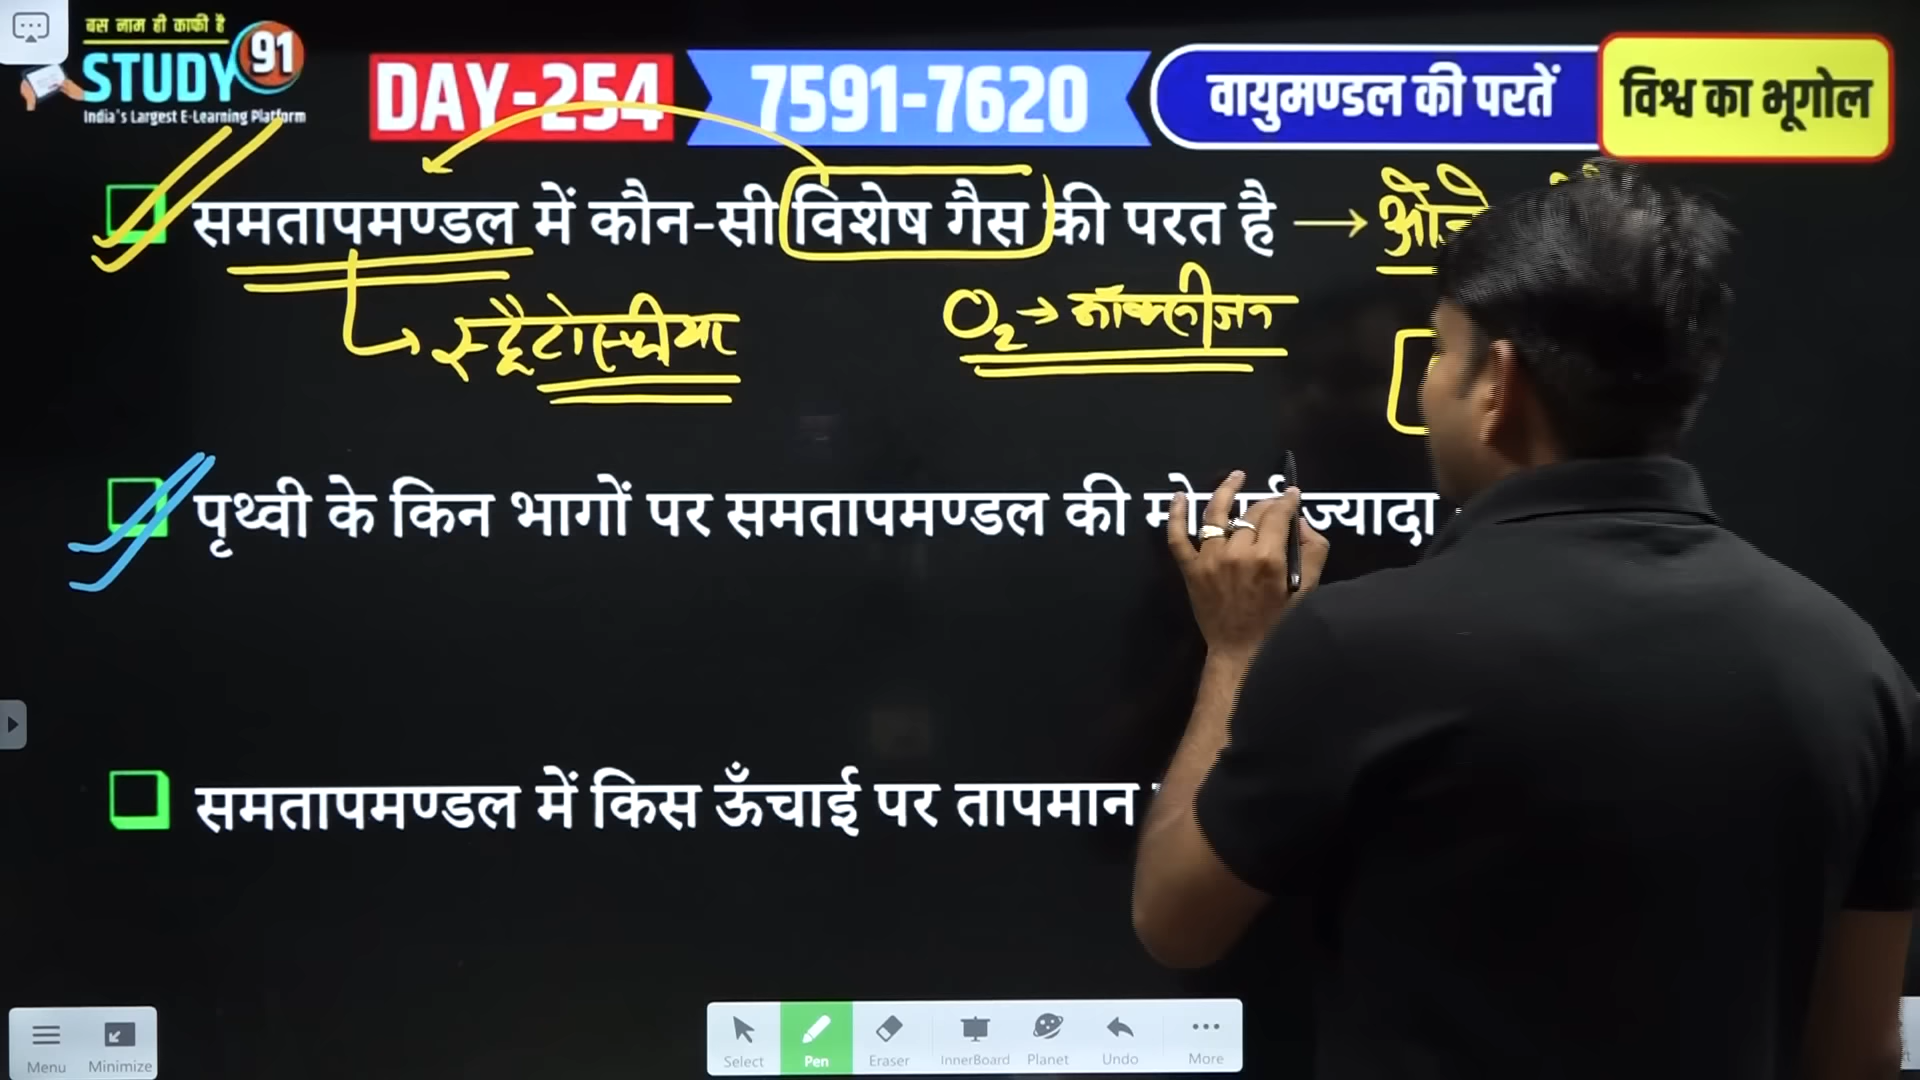 बस नाम ही काफी है
STUDY 91
India's Largest E-Learning Platform
DAY-254
7591-7620
वायुमण्डल की परतें
विश्व का भूगोल
समतापमण्डल में कौन-सी विशेष गैस की परत है →
स्ट्रैटोस्फीयर
O2 → ऑक्सीजन
पृथ्वी के किन भागों पर समतापमण्डल की ज्यादा
समतापमण्डल में किस ऊँचाई पर तापमान
Menu
Minimize
Select
Pen
Eraser
InnerBoard
Planet
Undo
More